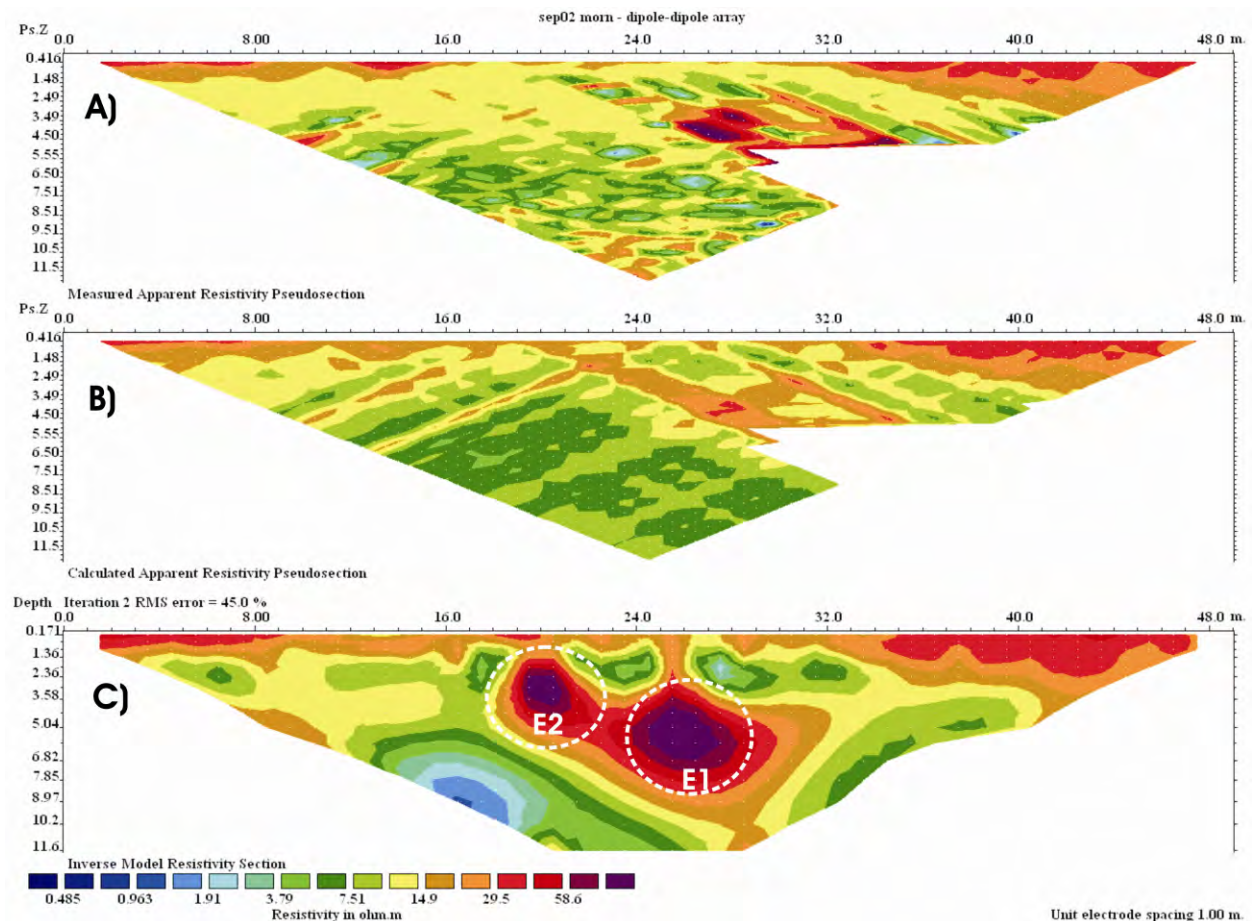 sep02 morn - dipole-dipole array
Ps.Z 0.0 8.00 16.0 24.0 32.0 40.0 48.0 m.
0.416
1.48
2.49
3.49
4.50
5.55
6.50
7.51
8.51
9.51
10.5
11.5
A)
Measured Apparent Resistivity Pseudosection
Ps.Z 0.0 8.00 16.0 24.0 32.0 40.0 48.0 m.
0.416
1.48
2.49
3.49
4.50
5.55
6.50
7.51
8.51
9.51
10.5
11.5
B)
Calculated Apparent Resistivity Pseudosection
Depth Iteration 2 RMS error = 45.0 %
0.0 8.00 16.0 24.0 32.0 40.0 48.0 m.
0.171
1.36
2.36
3.58
5.04
6.82
7.85
8.97
10.2
11.6
C)
E2
E1
Inverse Model Resistivity Section
0.485 0.963 1.91 3.79 7.51 14.9 29.5 58.6
Resistivity in ohm.m
Unit electrode spacing 1.00 m.